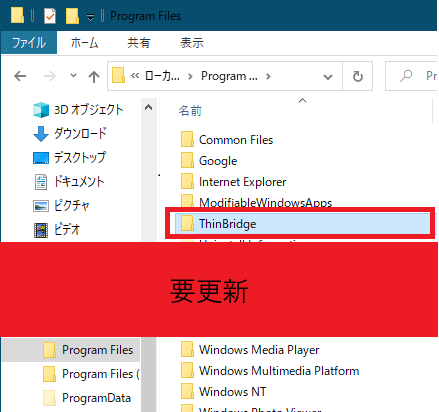 Program Files
ファイル ホーム 共有 表示
≪ ローカ... Program ... P
名前
3D オブジェクト
ダウンロード
デスクトップ
ドキュメント
ピクチャ
ビデオ
Common Files
Google
Internet Explorer
ModifiableWindowsApps
ThinBridge
要更新
Program Files
Program Files (
ProgramData
Windows Media Player
Windows Multimedia Platform
Windows NT
Windows Photo Viewer